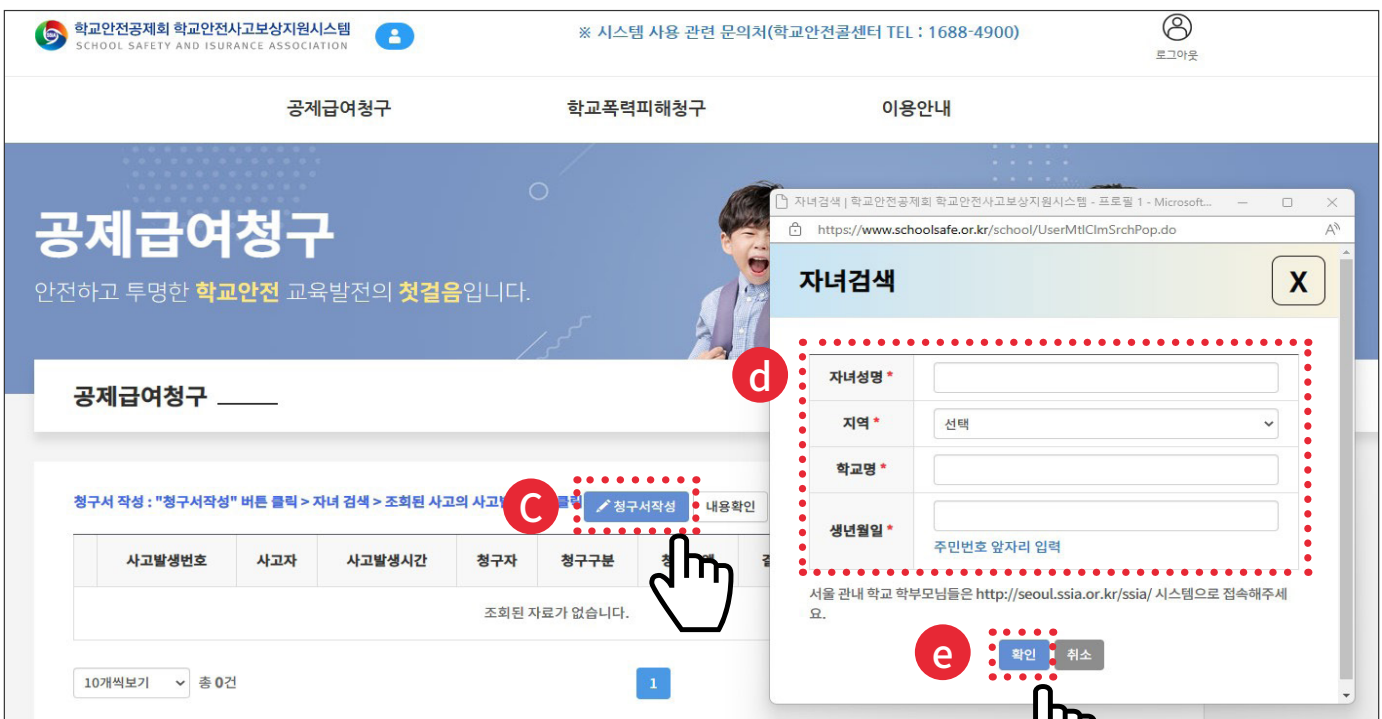 학교안전공제회 학교안전사고보상지원시스템
SCHOOL SAFETY AND ISURANCE ASSOCIATION
※ 시스템 사용 관련 문의처(학교안전콜센터 TEL : 1688-4900)
로그아웃
공제급여청구 학교폭력피해청구 이용안내
공제급여청구
안전하고 투명한 학교안전 교육발전의 첫걸음입니다.
공제급여청구
청구서 작성 : "청구서작성" 버튼 클릭 > 자녀 검색 > 조회된 사고의
C
청구서작성 내용확인
사고발생번호 사고자 사고발생시간 청구자 청구구분
조회된 자료가 없습니다.
10개씩보기 총 0건
1
자녀검색 | 학교안전공제회 학교안전사고보상지원시스템 - 프로필 1 - Microsoft...
https://www.schoolsafe.or.kr/school/UserMtlClmSrchPop.do
자녀검색 X
d
자녀성명 *
지역 * 선택
학교명 *
생년월일 *
주민번호 앞자리 입력
서울 관내 학교 학부모님들은 http://seoul.ssia.or.kr/ssia/ 시스템으로 접속해주세
요.
e
확인 취소